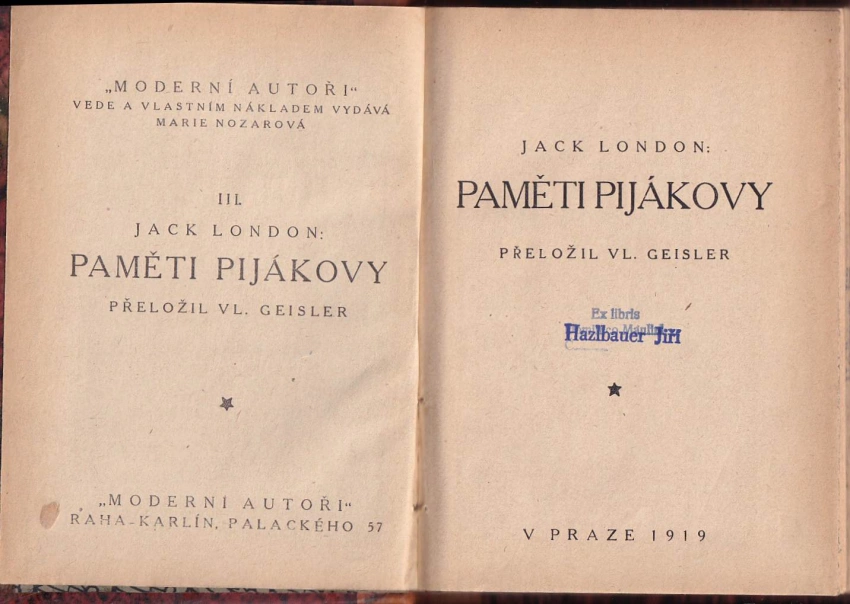 „MODERNÍ AUTOŘI“
VEDE A VLASTNÍM NÁKLADEM VYDÁVÁ
MARIE NOZAROVÁ
III.
JACK LONDON:
PAMĚTI PIJÁKOVY
PŘELOŽIL VL. GEISLER
„MODERNI AUTOŘI“
RAHA-KARLÍN, PALACKÉHO 57
JACK LONDON:
PAMĚTI PIJÁKOVY
PŘELOŽIL VL. GEISLER
Ex libris
Hazlbauer Jiří
V PRAZE 1919